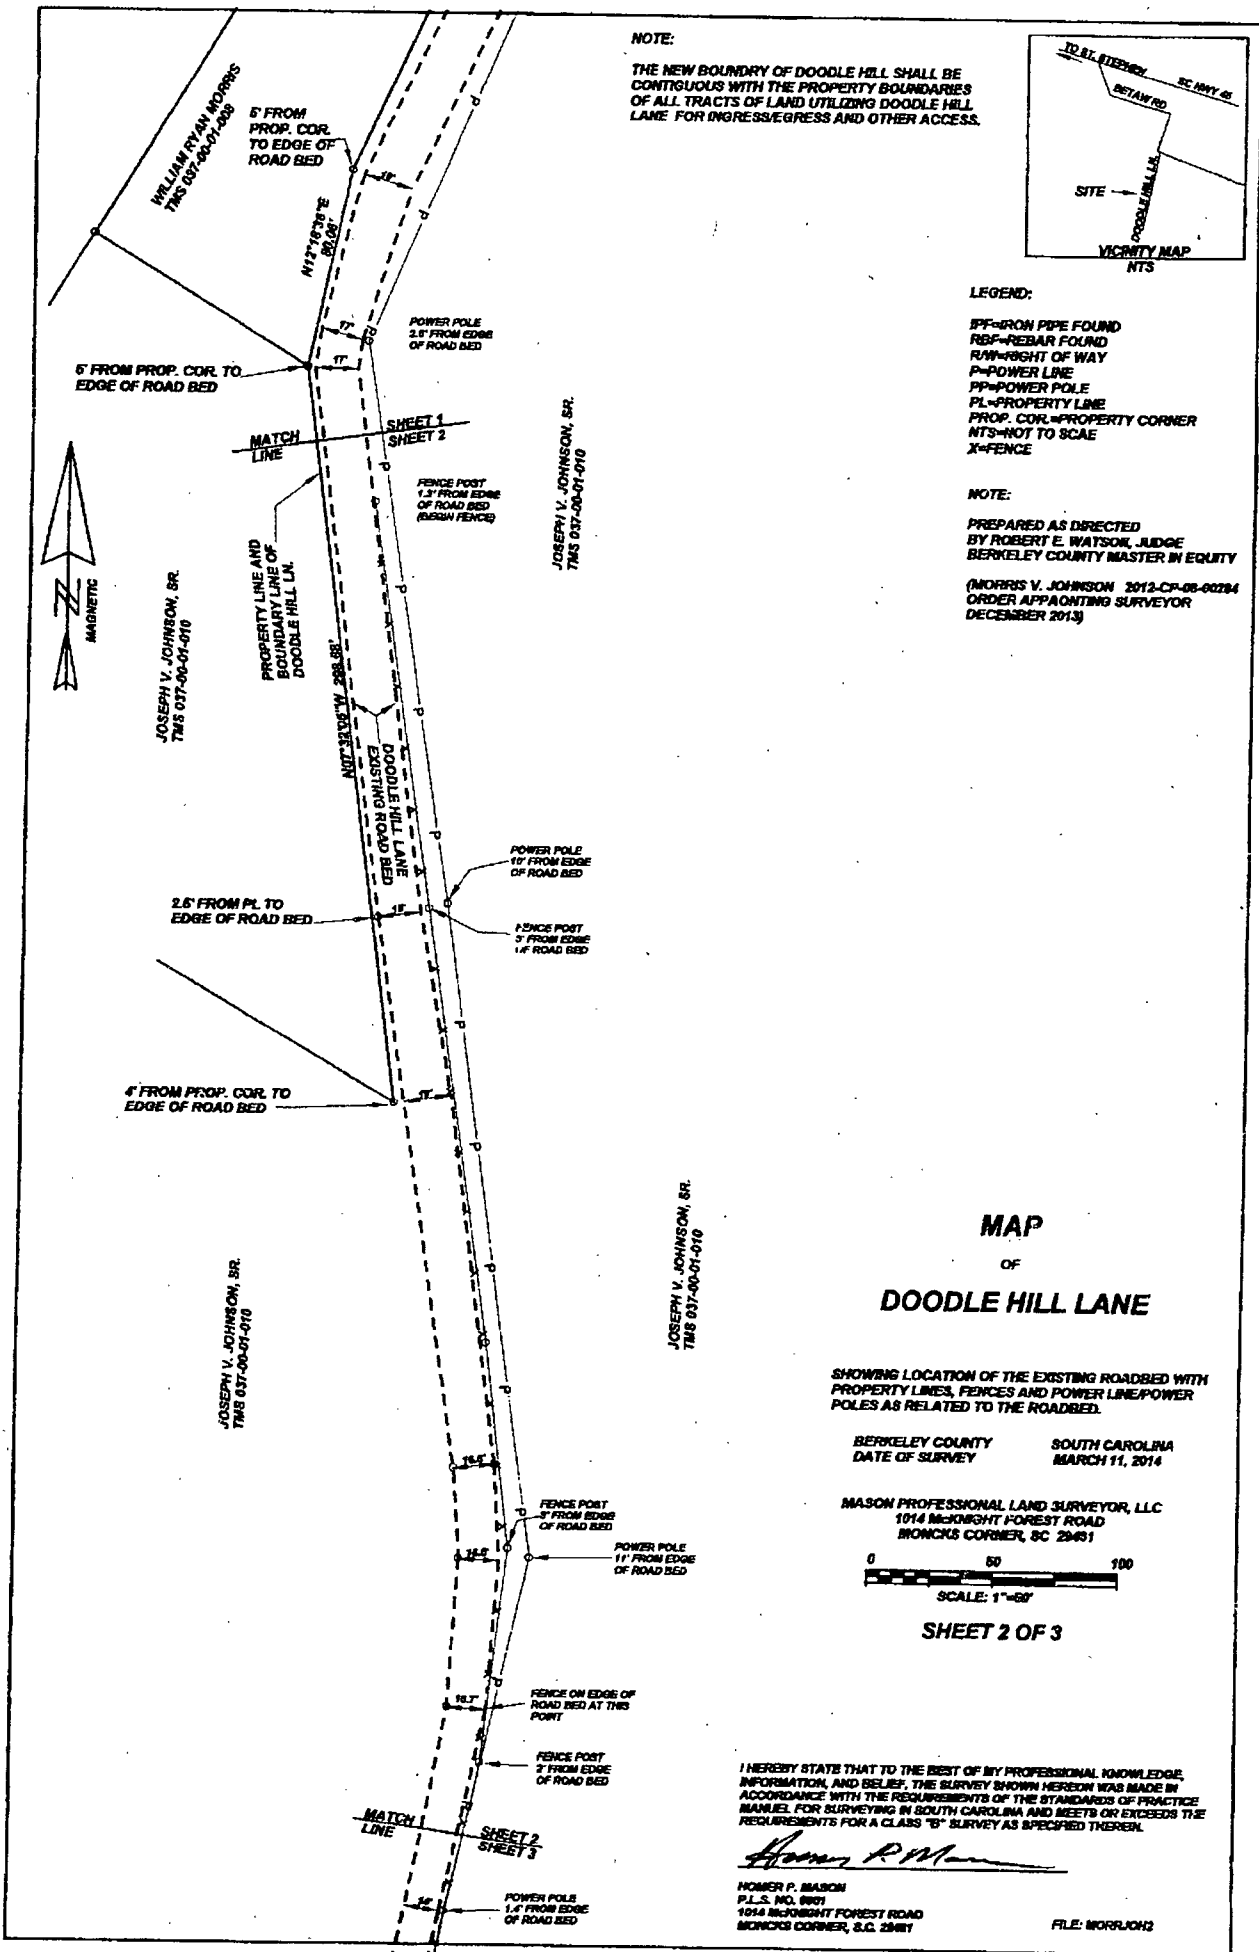 NOTE:
THE NEW BOUNDRY OF DOODLE HILL SHALL BE
CONTIGUOUS WITH THE PROPERTY BOUNDARIES
OF ALL TRACTS OF LAND UTILIZING DOODLE HILL
LANE FOR INGRESS/EGRESS AND OTHER ACCESS.
TO ST. STEPHEN
SC HWY 45
BETAW RD
SITE
DOODLE HILL LN.
VICINITY MAP
NTS
LEGEND:
IPF=IRON PIPE FOUND
RBF=REBAR FOUND
R/W=RIGHT OF WAY
P=POWER LINE
PP=POWER POLE
PL=PROPERTY LINE
PROP. COR.=PROPERTY CORNER
NTS=NOT TO SCAE
X=FENCE
NOTE:
PREPARED AS DIRECTED
BY ROBERT E. WATSON, JUDGE
BERKELEY COUNTY MASTER IN EQUITY
(MORRIS V. JOHNSON 2012-CP-08-00284
ORDER APPAONTING SURVEYOR
DECEMBER 2013)
WILLIAM RYAN MORRIS
TMS 037-00-01-008
5' FROM
PROP. COR.
TO EDGE OF
ROAD BED
N12°18'36"E
17'
POWER POLE
2.5' FROM EDGE
OF ROAD BED
17'
5' FROM PROP. COR. TO
EDGE OF ROAD BED
MATCH
LINE
SHEET 1
SHEET 2
FENCE POST
1.3' FROM EDGE
OF ROAD BED
(BEGIN FENCE)
JOSEPH V. JOHNSON, SR.
TMS 037-00-01-010
MAGNETIC
PROPERTY LINE AND
BOUNDARY LINE OF
DOODLE HILL LN.
JOSEPH V. JOHNSON, SR.
TMS 037-00-01-010
N07°32'05"W
DOODLE HILL LANE
EXISTING ROAD BED
POWER POLE
10' FROM EDGE
OF ROAD BED
2.6' FROM PL TO
EDGE OF ROAD BED
FENCE POST
3' FROM EDGE
OF ROAD BED
4' FROM PROP. COR. TO
EDGE OF ROAD BED
JOSEPH V. JOHNSON, SR.
TMS 037-00-01-010
JOSEPH V. JOHNSON, SR.
TMS 037-00-01-010
MAP
OF
DOODLE HILL LANE
SHOWING LOCATION OF THE EXISTING ROADBED WITH
PROPERTY LINES, FENCES AND POWER LINE/POWER
POLES AS RELATED TO THE ROADBED.
BERKELEY COUNTY SOUTH CAROLINA
DATE OF SURVEY MARCH 11, 2014
MASON PROFESSIONAL LAND SURVEYOR, LLC
1014 McKNIGHT FOREST ROAD
MONCKS CORNER, SC 29461
0 50 100
SCALE: 1"=50'
SHEET 2 OF 3
FENCE POST
3' FROM EDGE
OF ROAD BED
POWER POLE
11' FROM EDGE
OF ROAD BED
16.7'
FENCE ON EDGE OF
ROAD BED AT THIS
POINT
FENCE POST
2' FROM EDGE
OF ROAD BED
MATCH
LINE
SHEET 2
SHEET 3
POWER POLE
1.4' FROM EDGE
OF ROAD BED
I HEREBY STATE THAT TO THE BEST OF MY PROFESSIONAL KNOWLEDGE,
INFORMATION, AND BELIEF, THE SURVEY SHOWN HEREON WAS MADE IN
ACCORDANCE WITH THE REQUIREMENTS OF THE STANDARDS OF PRACTICE
MANUEL FOR SURVEYING IN SOUTH CAROLINA AND MEETS OR EXCEEDS THE
REQUIREMENTS FOR A CLASS "B" SURVEY AS SPECIFIED THEREIN.
HOMER P. MASON
P.L.S. NO.
1014 McKNIGHT FOREST ROAD
MONCKS CORNER, S.C. 29461
FILE: MORRJOH2